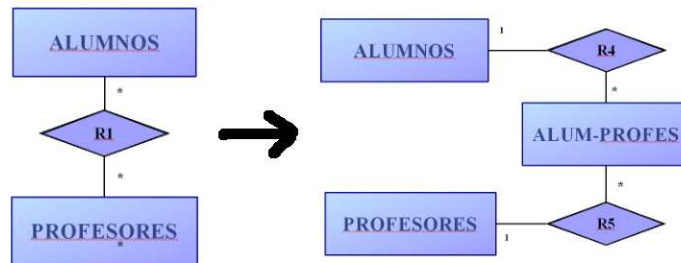 ALUMNOS
*
R1
*
PROFESORES
*
ALUMNOS
1
R4
*
ALUM-PROFES
*
PROFESORES
1
R5